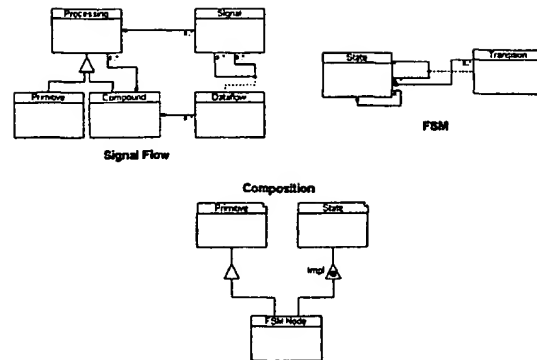 Processing
Signal
Primitive
Compound
Dataflow
Signal Flow
State
Transition
FSM
Composition
Primitive
State
Impl
FSM Node